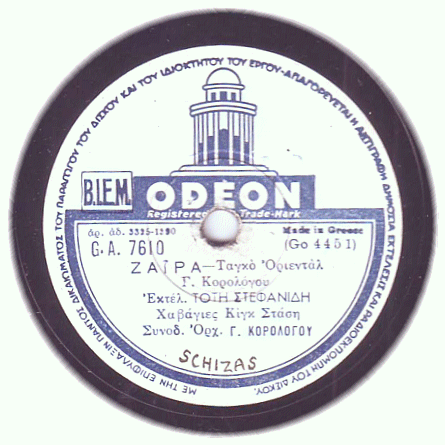 ΜΕ ΤΗΝ ΕΠΙΦΥΛΑΞΙΝ ΠΑΝΤΟΣ ΔΙΚΑΙΩΜΑΤΟΣ ΤΟΥ ΠΑΡΑΓΩΓΟΥ ΤΟΥ ΔΙΣΚΟΥ ΚΑΙ ΤΟΥ ΙΔΙΟΚΤΗΤΟΥ ΤΟΥ ΕΡΓΟΥ-ΑΠΑΓΟΡΕΥΕΤΑΙ Η ΑΝΤΙΓΡΑΦΗ ΔΗΜΟΣΙΑ ΕΚΤΕΛΕΣΙΣ ΚΑΙ ΡΑΔΙΟΕΚΠΟΜΠΗ ΤΟΥ ΔΙΣΚΟΥ.
B.I.E.M. ODEON
Registered Trade-Mark
ἀρ. ἀδ. 3335-1290 Made in Greece
G.A. 7610 (Go 4451)
ΖΑΪΡΑ—Ταγκὸ Ὀριεντὰλ
Γ. Κορολόγου
Ἐκτέλ. ΤΟΤΗ ΣΤΕΦΑΝΙΔΗ
Χαβάγιες Κίγκ Στάση
Συνοδ. Ὀρχ. Γ. ΚΟΡΟΛΟΓΟΥ
SCHIZAS